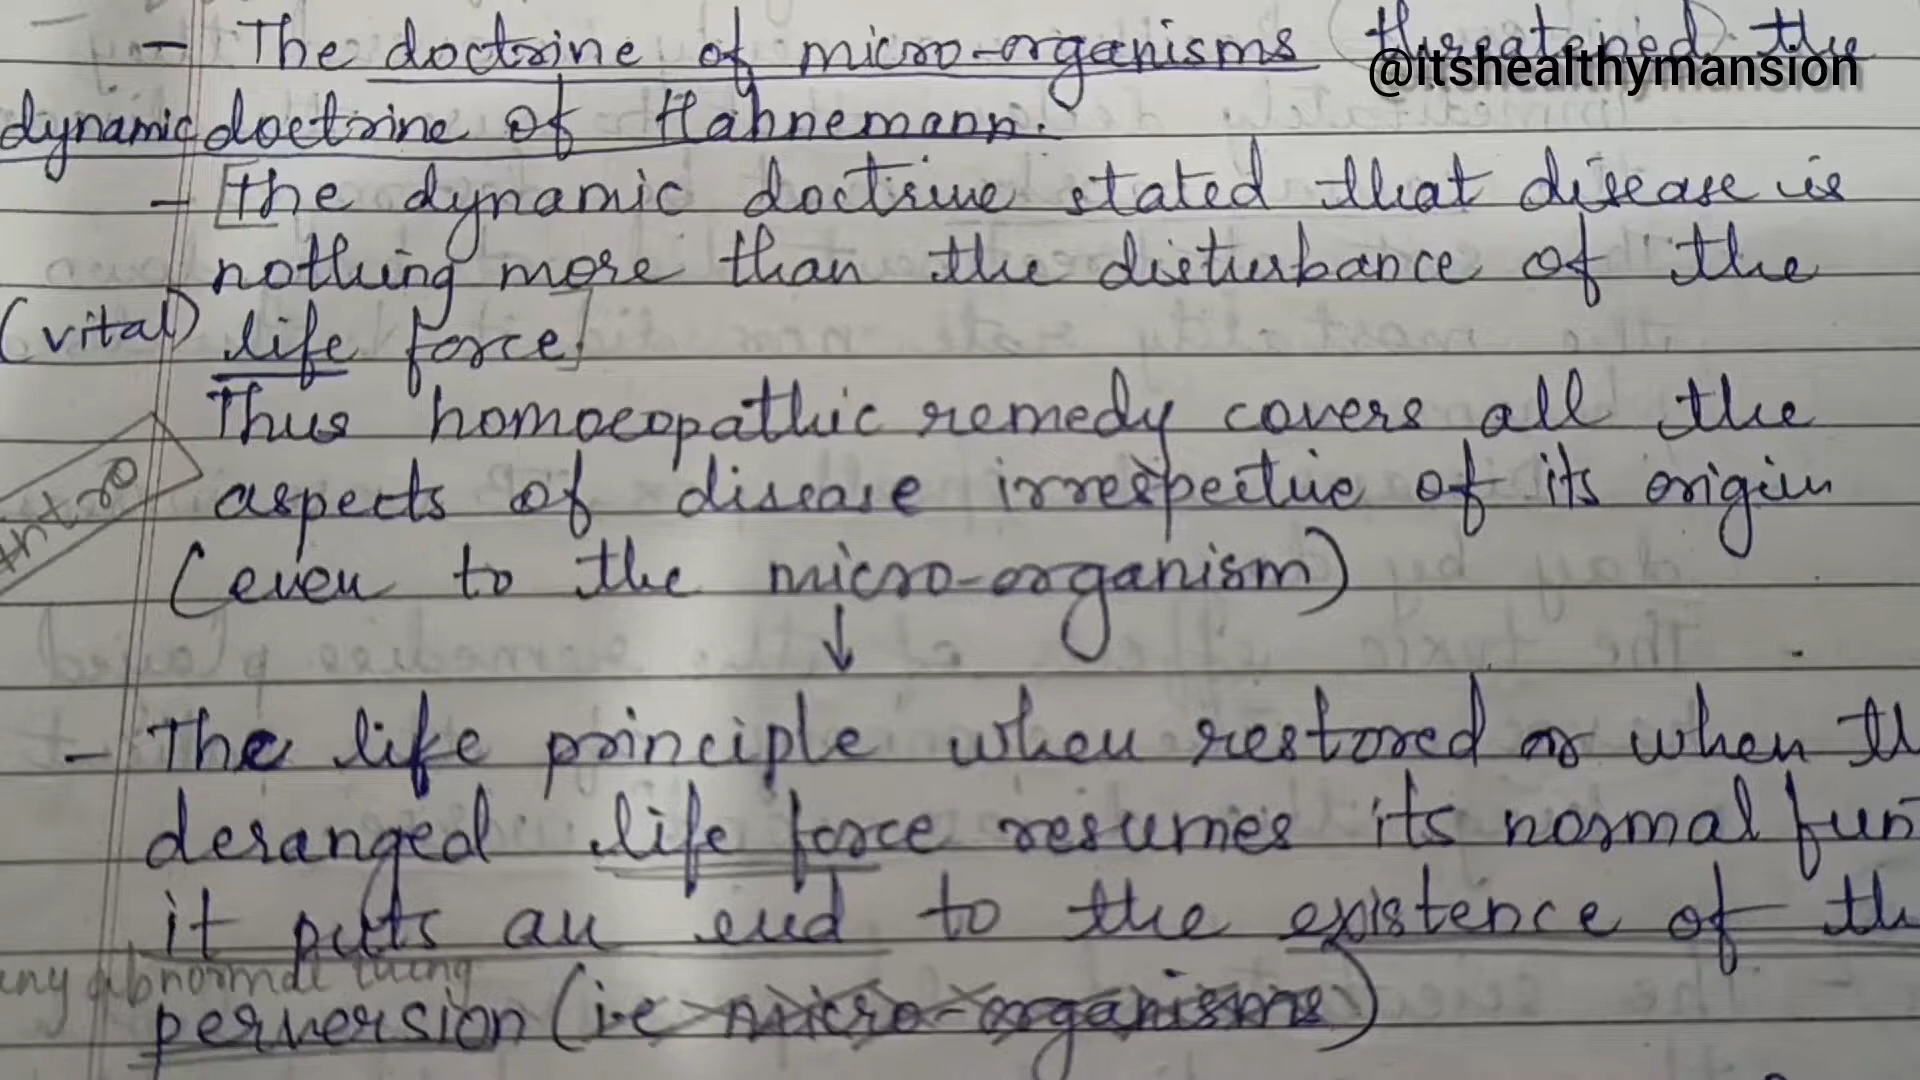 - The doctrine of micro-organisms (threatened) the
@itshealthymansion
dynamic doctrine of Hahnemann.
- [the dynamic doctrine stated that disease is
nothing more than the disturbance of the
(vital) life force]
Thus homoeopathic remedy covers all the
Intro
aspects of disease irrespective of its origin
(even to the micro-organism)
↓
- The life principle when restored or when th
deranged life force resumes its normal fun
it puts an end to the existence of th
any abnormal thing
perversion (i.e micro-organisms)